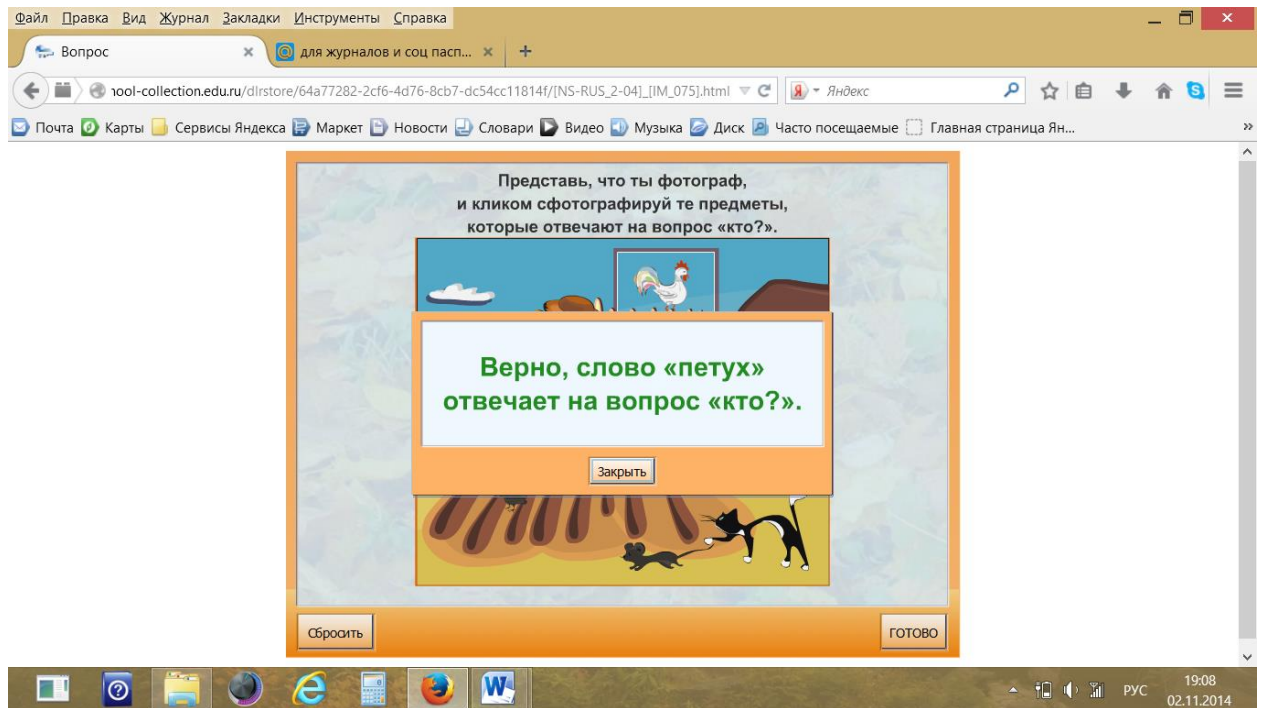 Файл Правка Вид Журнал Закладки Инструменты Справка
Вопрос
для журналов и соц пасп...
ool-collection.edu.ru/dlrstore/64a77282-2cf6-4d76-8cb7-dc54cc11814f/[NS-RUS_2-04]_[IM_075].html
Яндекс
Почта Карты Сервисы Яндекса Маркет Новости Словари Видео Музыка Диск Часто посещаемые Главная страница Ян...
Представь, что ты фотограф,
и кликом сфотографируй те предметы,
которые отвечают на вопрос «кто?».
Верно, слово «петух»
отвечает на вопрос «кто?».
Закрыть
Сбросить
ГОТОВО
РУС
19:08
02.11.2014